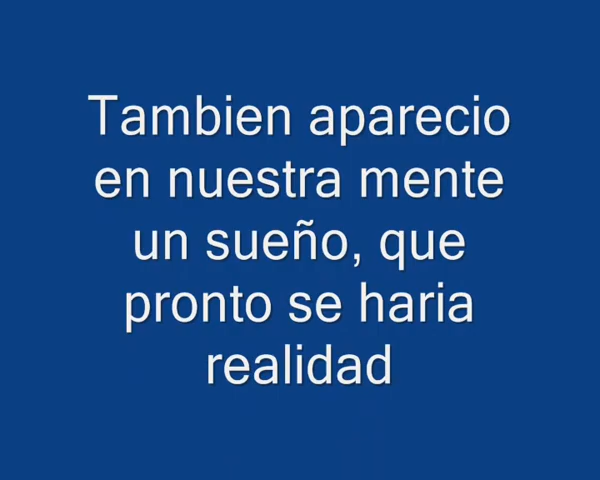 Tambien aparecio
en nuestra mente
un sueño, que
pronto se haria
realidad